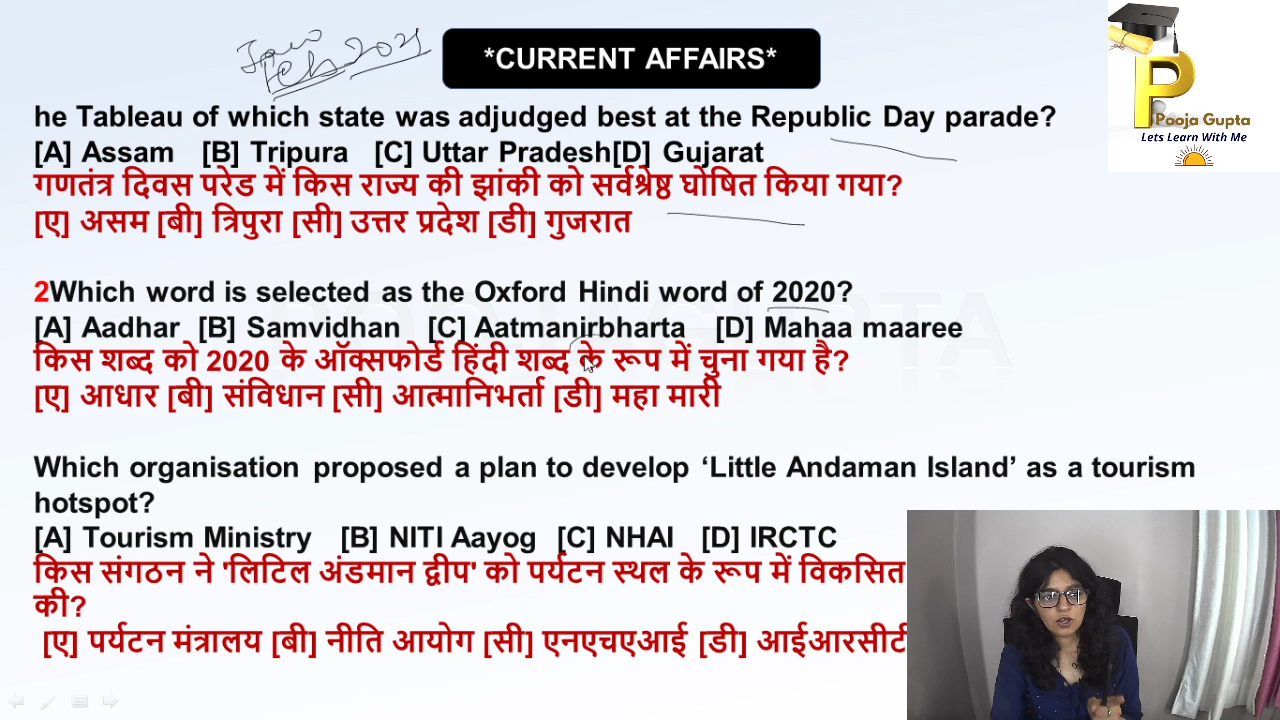 Jan
Feb 2021
*CURRENT AFFAIRS*
P
Pooja Gupta
Lets Learn With Me
he Tableau of which state was adjudged best at the Republic Day parade?
[A] Assam [B] Tripura [C] Uttar Pradesh[D] Gujarat
गणतंत्र दिवस परेड में किस राज्य की झांकी को सर्वश्रेष्ठ घोषित किया गया?
[ए] असम [बी] त्रिपुरा [सी] उत्तर प्रदेश [डी] गुजरात
2Which word is selected as the Oxford Hindi word of 2020?
[A] Aadhar [B] Samvidhan [C] Aatmanirbharta [D] Mahaa maaree
किस शब्द को 2020 के ऑक्सफोर्ड हिंदी शब्द के रूप में चुना गया है?
[ए] आधार [बी] संविधान [सी] आत्मानिभर्ता [डी] महा मारी
Which organisation proposed a plan to develop ‘Little Andaman Island’ as a tourism
hotspot?
[A] Tourism Ministry [B] NITI Aayog [C] NHAI [D] IRCTC
किस संगठन ने 'लिटिल अंडमान द्वीप' को पर्यटन स्थल के रूप में विकसित
की?
[ए] पर्यटन मंत्रालय [बी] नीति आयोग [सी] एनएचएआई [डी] आईआरसीटी